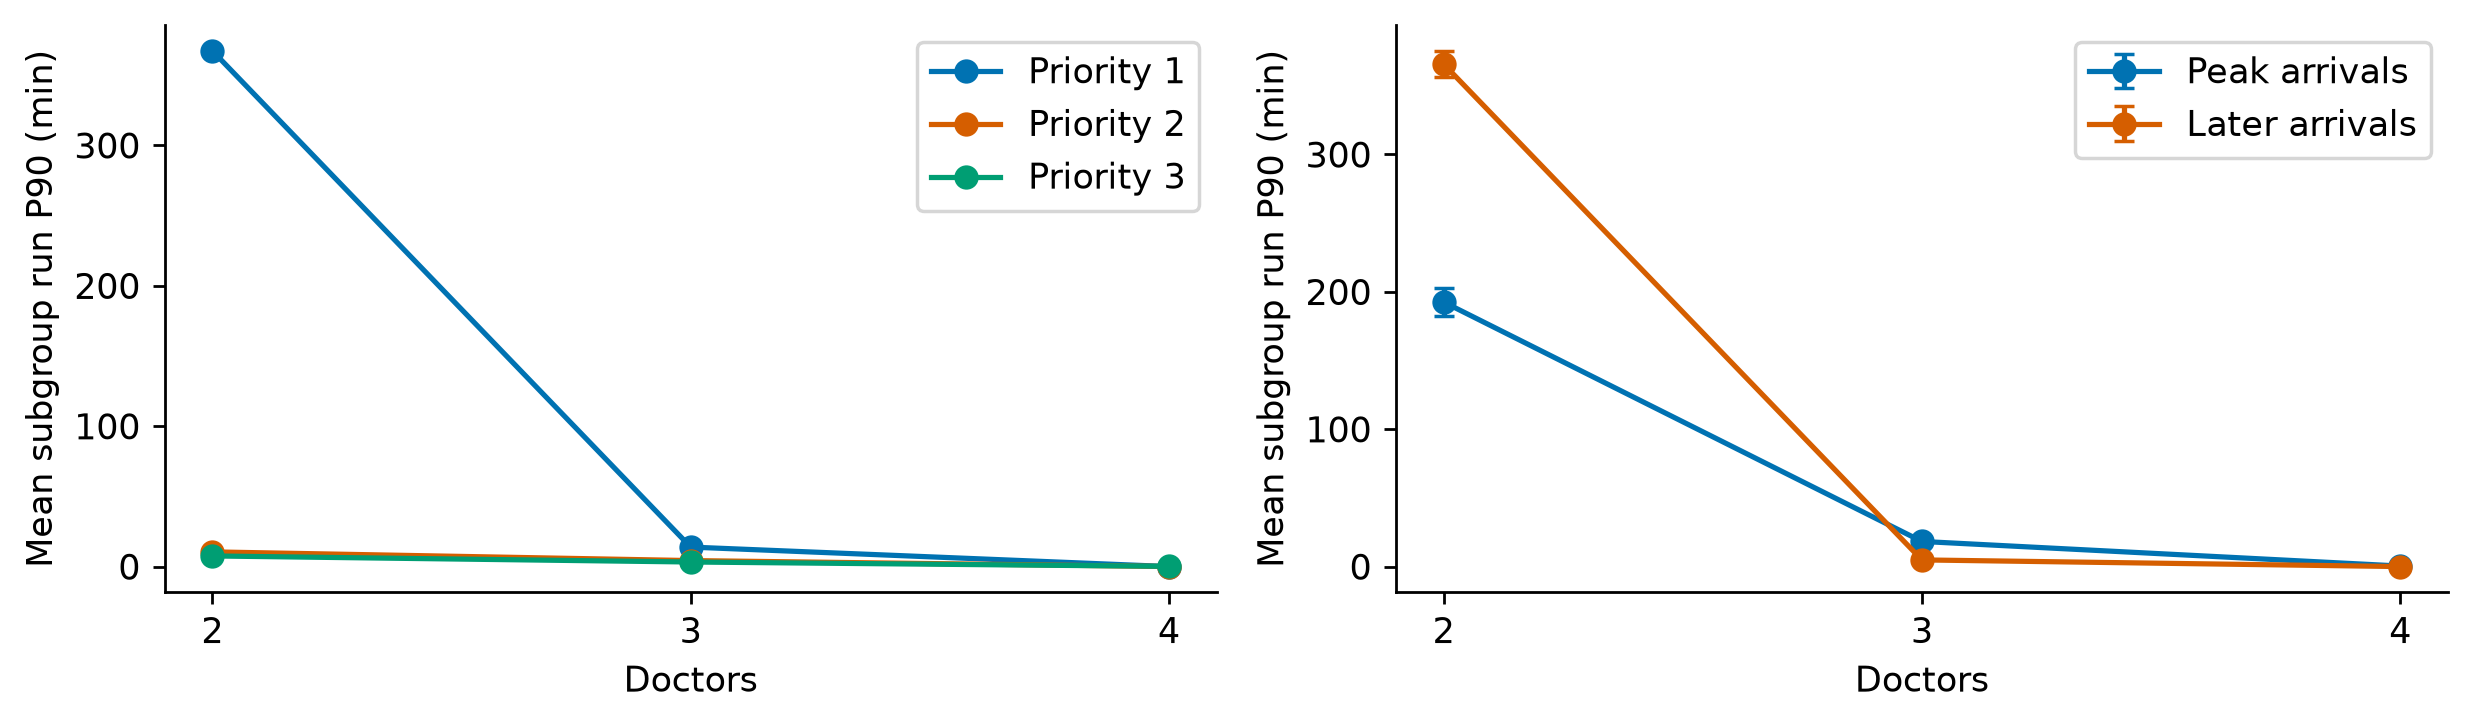 Mean subgroup run P90 (min)
300
200
100
0
2
3
4
Doctors
Priority 1
Priority 2
Priority 3
Mean subgroup run P90 (min)
300
200
100
0
2
3
4
Doctors
Peak arrivals
Later arrivals